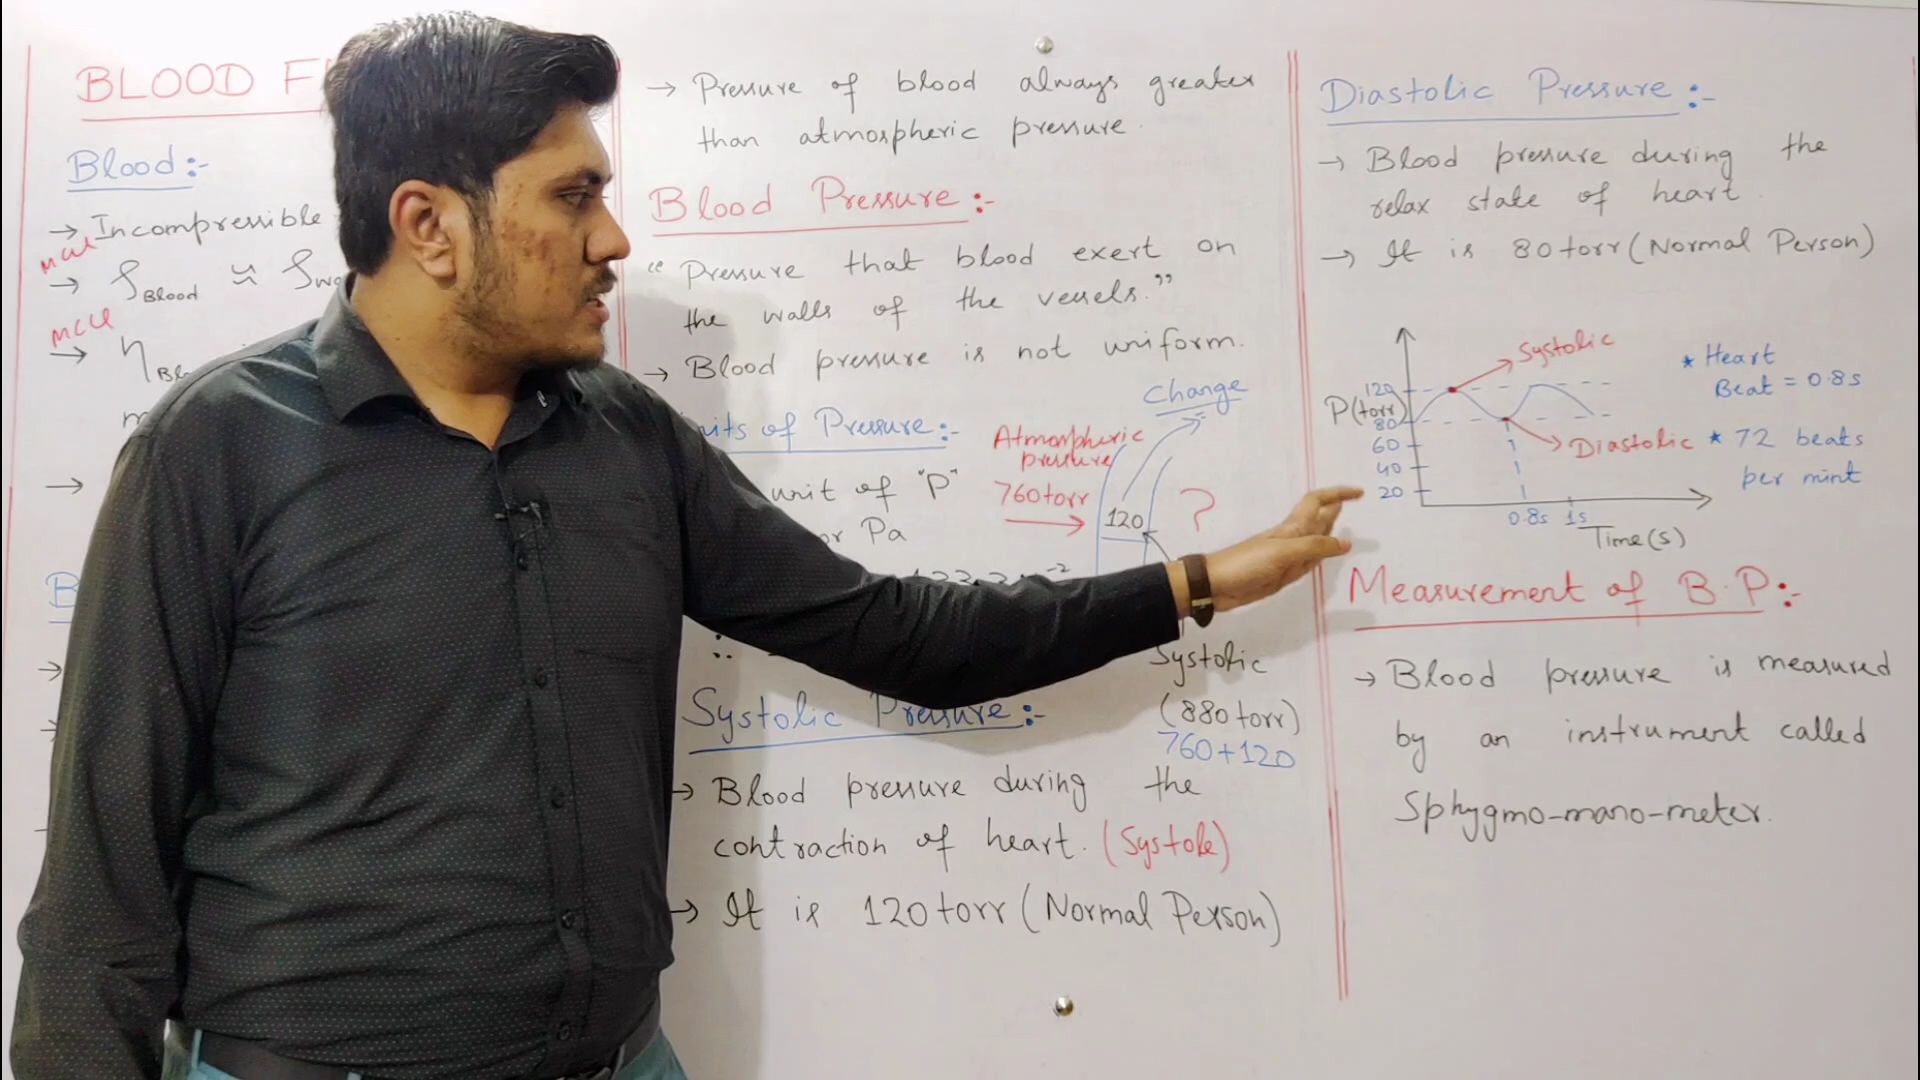 BLOOD
Blood:-
→ Incompressible
MCQ
→ ρBlood ≈ ρwa
MCQ
→ ηBl
→
→ Pressure of blood always greater
than atmospheric pressure.
Blood Pressure:-
"Pressure that blood exert on
the walls of the vessels."
→ Blood pressure is not uniform.
nits of Pressure:-
unit of "P"
or Pa
Change
Atmospheric
pressure
760torr
120
?
Systolic
(880 torr)
760+120
Systolic Pressure:-
→ Blood pressure during the
contraction of heart. (Systole)
→ It is 120 torr (Normal Person)
Diastolic Pressure:-
→ Blood pressure during the
relax state of heart.
→ It is 80 torr (Normal Person)
Systolic
P(torr)
120
80
60
40
20
Diastolic
0.8s 1s
Time(s)
* Heart
Beat = 0.8s
* 72 beats
per mint
Measurement of B.P:-
→ Blood pressure is measured
by an instrument called
Sphygmo-mano-meter.